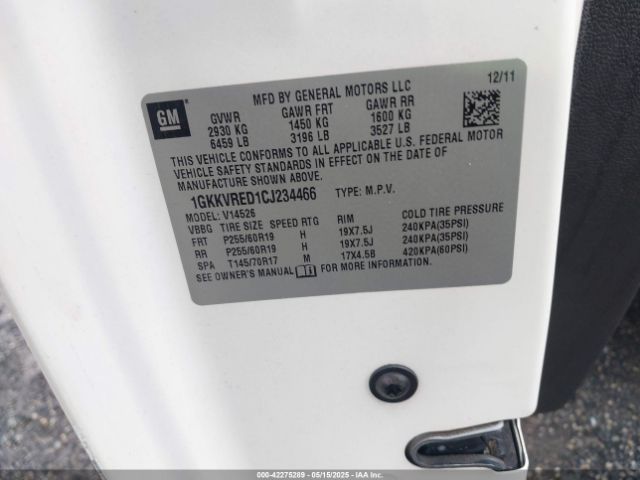 MFD BY GENERAL MOTORS LLC 12/11
GM
GVWR GAWR FRT GAWR RR
2930 KG 1450 KG 1600 KG
6459 LB 3196 LB 3527 LB
THIS VEHICLE CONFORMS TO ALL APPLICABLE U.S. FEDERAL MOTOR
VEHICLE SAFETY STANDARDS IN EFFECT ON THE DATE OF
MANUFACTURE SHOWN ABOVE.
1GKKVRED1CJ234466 TYPE: M.P.V.
MODEL: V14526
VBBG TIRE SIZE SPEED RTG RIM COLD TIRE PRESSURE
FRT P255/60R19 H 19X7.5J 240KPA(35PSI)
RR P255/60R19 H 19X7.5J 240KPA(35PSI)
SPA T145/70R17 M 17X4.5B 420KPA(60PSI)
SEE OWNER'S MANUAL FOR MORE INFORMATION.
000-42275289 05/15/2025 IAAI.COM